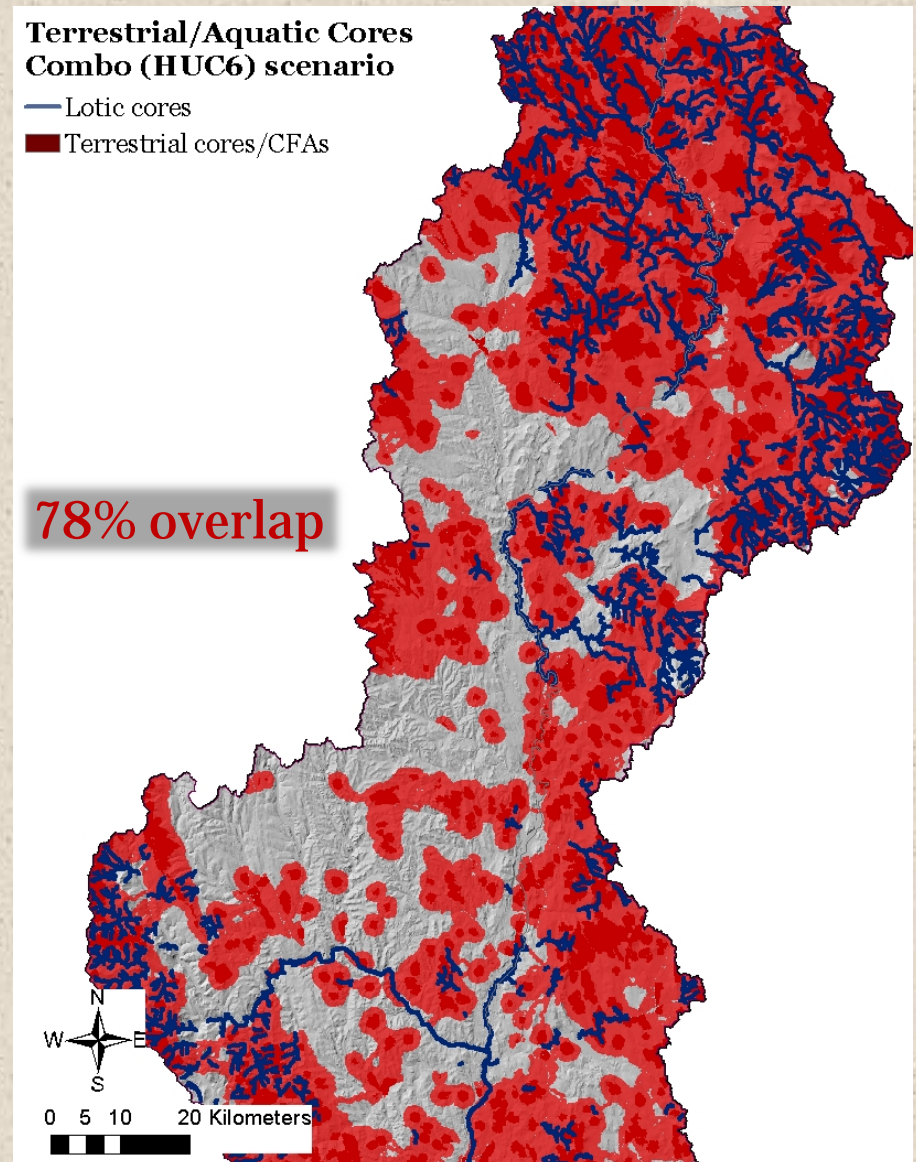 Terrestrial/Aquatic Cores
Combo (HUC6) scenario
Lotic cores
Terrestrial cores/CFAs
78% overlap
N
W E
S
0 5 10 20 Kilometers